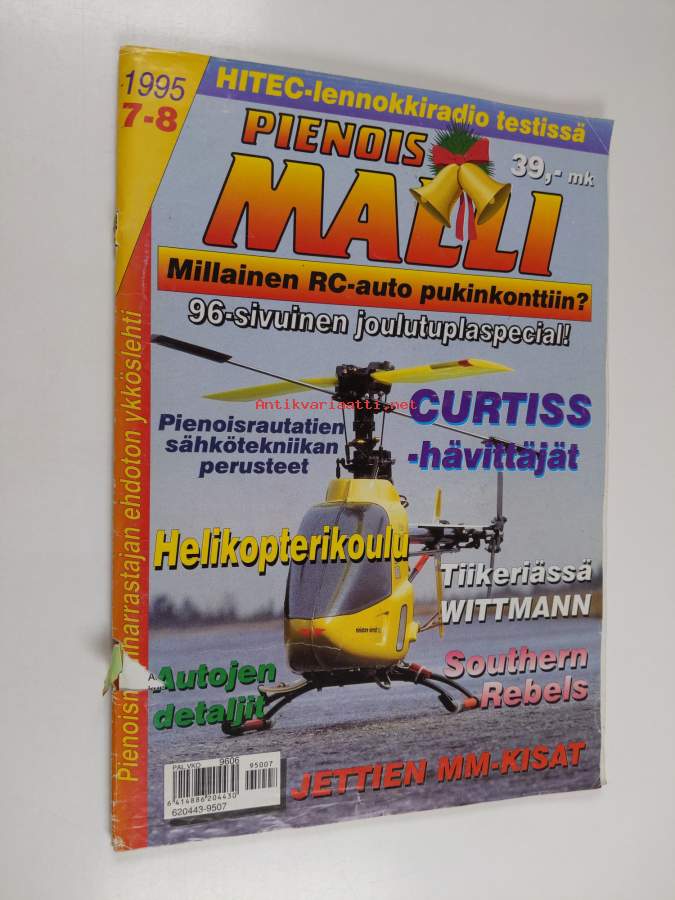 1995
7-8
HITEC-lennokkiradio testissä
PIENOIS
MALLI
39,- mk
Millainen RC-auto pukinkonttiin?
96-sivuinen joulutuplaspecial!
Antikvariaatti.net
Pienoisrautatien
sähkötekniikan
perusteet
CURTISS
-hävittäjät
Helikopterikoulu
Tiikeriässä
WITTMANN
Autojen
detaljit
Southern
Rebels
JETTIEN MM-KISAT
ehdoton ykköslehti
PAL.VKO 9606
95007
6 414886 204430
620443-9507